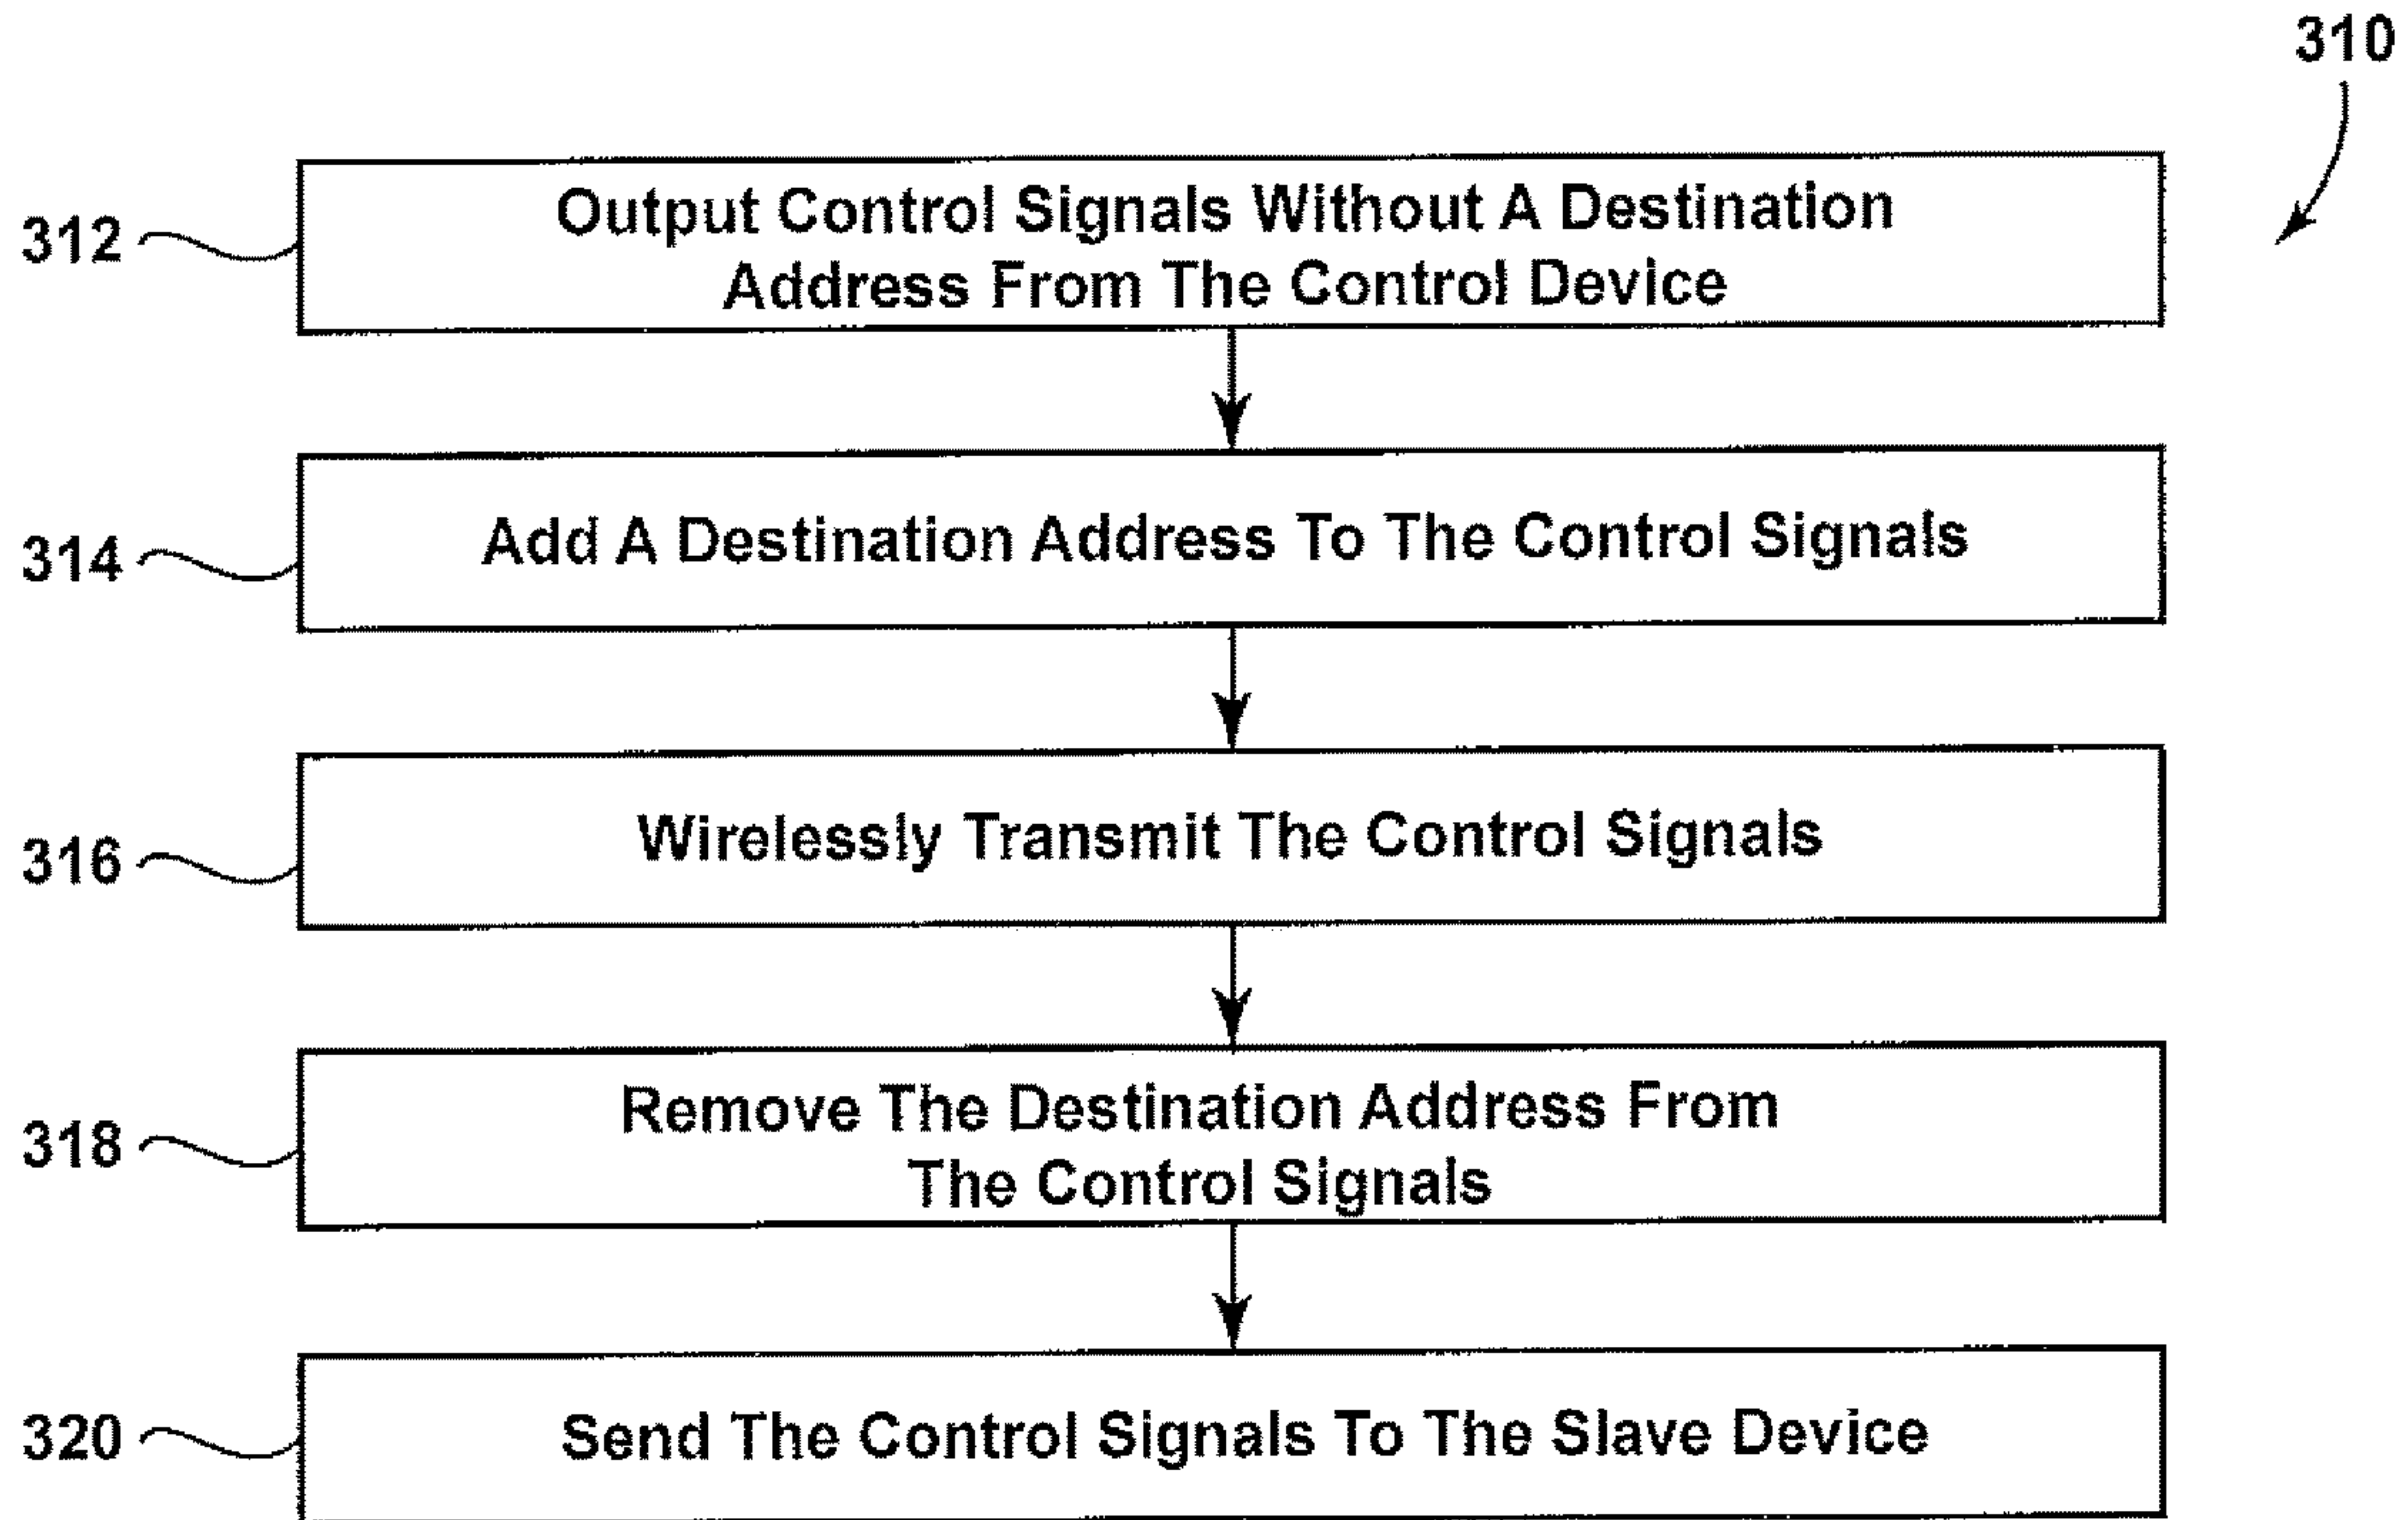 310
312
Output Control Signals Without A Destination
Address From The Control Device
314
Add A Destination Address To The Control Signals
316
Wirelessly Transmit The Control Signals
318
Remove The Destination Address From
The Control Signals
320
Send The Control Signals To The Slave Device